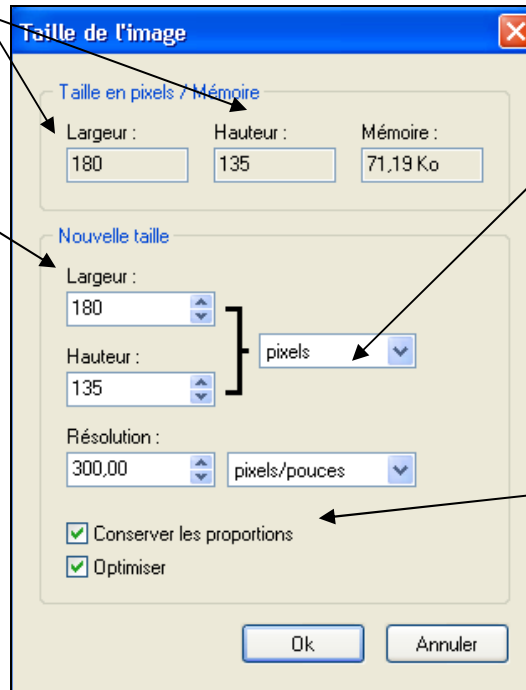 Taille de l'image
Taille en pixels / Mémoire
Largeur : Hauteur : Mémoire :
180 135 71,19 Ko
Nouvelle taille
Largeur :
180
pixels
Hauteur :
135
Résolution :
300,00 pixels/pouces
Conserver les proportions
Optimiser
Ok Annuler